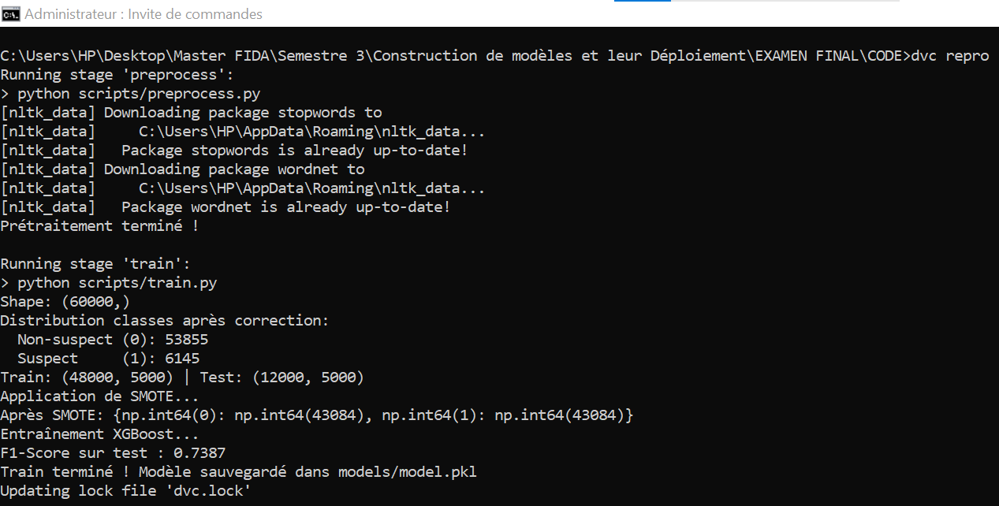 Administrateur : Invite de commandes
C:\Users\HP\Desktop\Master FIDA\Semestre 3\Construction de modèles et leur Déploiement\EXAMEN FINAL\CODE>dvc repro
Running stage 'preprocess':
> python scripts/preprocess.py
[nltk_data] Downloading package stopwords to
[nltk_data]     C:\Users\HP\AppData\Roaming\nltk_data...
[nltk_data]   Package stopwords is already up-to-date!
[nltk_data] Downloading package wordnet to
[nltk_data]     C:\Users\HP\AppData\Roaming\nltk_data...
[nltk_data]   Package wordnet is already up-to-date!
Prétraitement terminé !
Running stage 'train':
> python scripts/train.py
Shape: (60000,)
Distribution classes après correction:
  Non-suspect (0): 53855
  Suspect     (1): 6145
Train: (48000, 5000) | Test: (12000, 5000)
Application de SMOTE...
Après SMOTE: {np.int64(0): np.int64(43084), np.int64(1): np.int64(43084)}
Entraînement XGBoost...
F1-Score sur test : 0.7387
Train terminé ! Modèle sauvegardé dans models/model.pkl
Updating lock file 'dvc.lock'